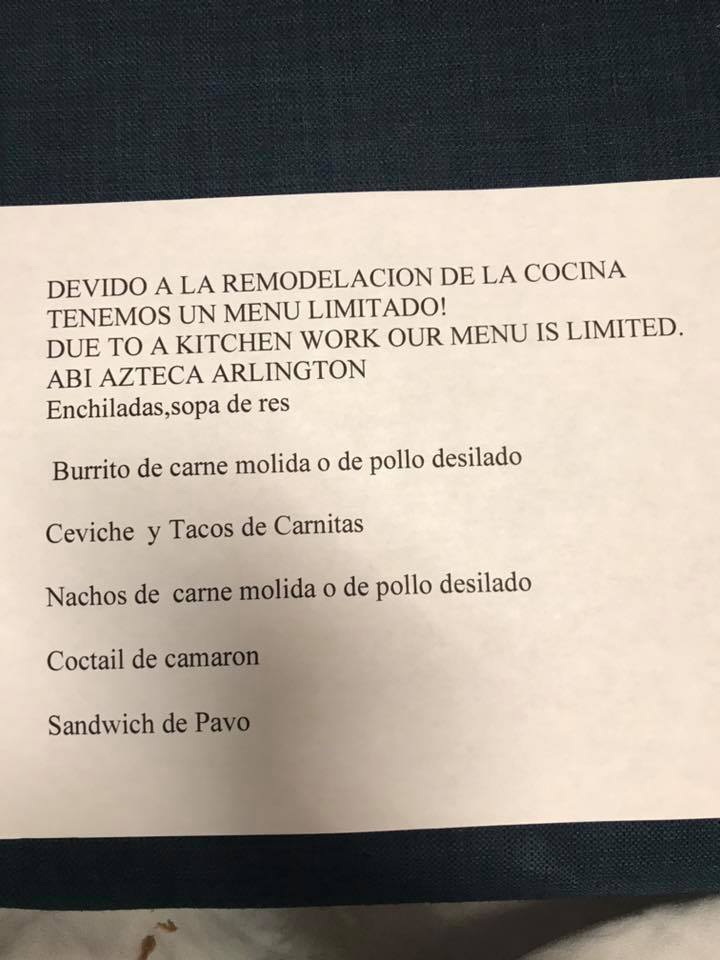 DEVIDO A LA REMODELACION DE LA COCINA
TENEMOS UN MENU LIMITADO!
DUE TO A KITCHEN WORK OUR MENU IS LIMITED.
ABI AZTECA ARLINGTON
Enchiladas,sopa de res
Burrito de carne molida o de pollo desilado
Ceviche y Tacos de Carnitas
Nachos de carne molida o de pollo desilado
Coctail de camaron
Sandwich de Pavo